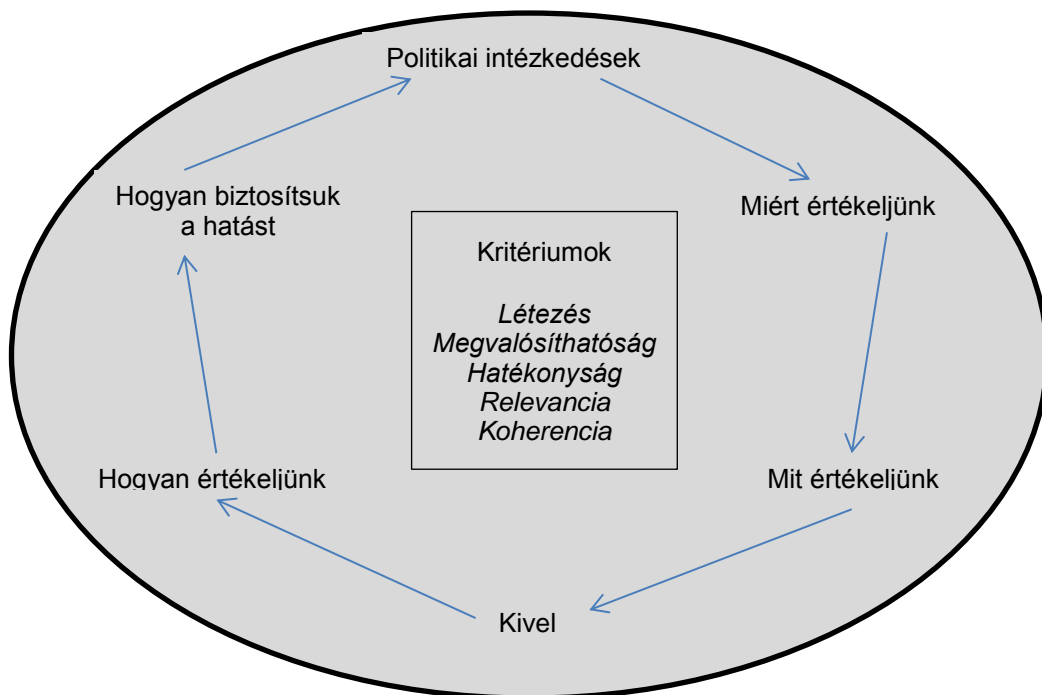 Politikai intézkedések
Miért értékeljünk
Mit értékeljünk
Kivel
Hogyan értékeljünk
Hogyan biztosítsuk
a hatást
Kritériumok
Létezés
Megvalósíthatóság
Hatékonyság
Relevancia
Koherencia